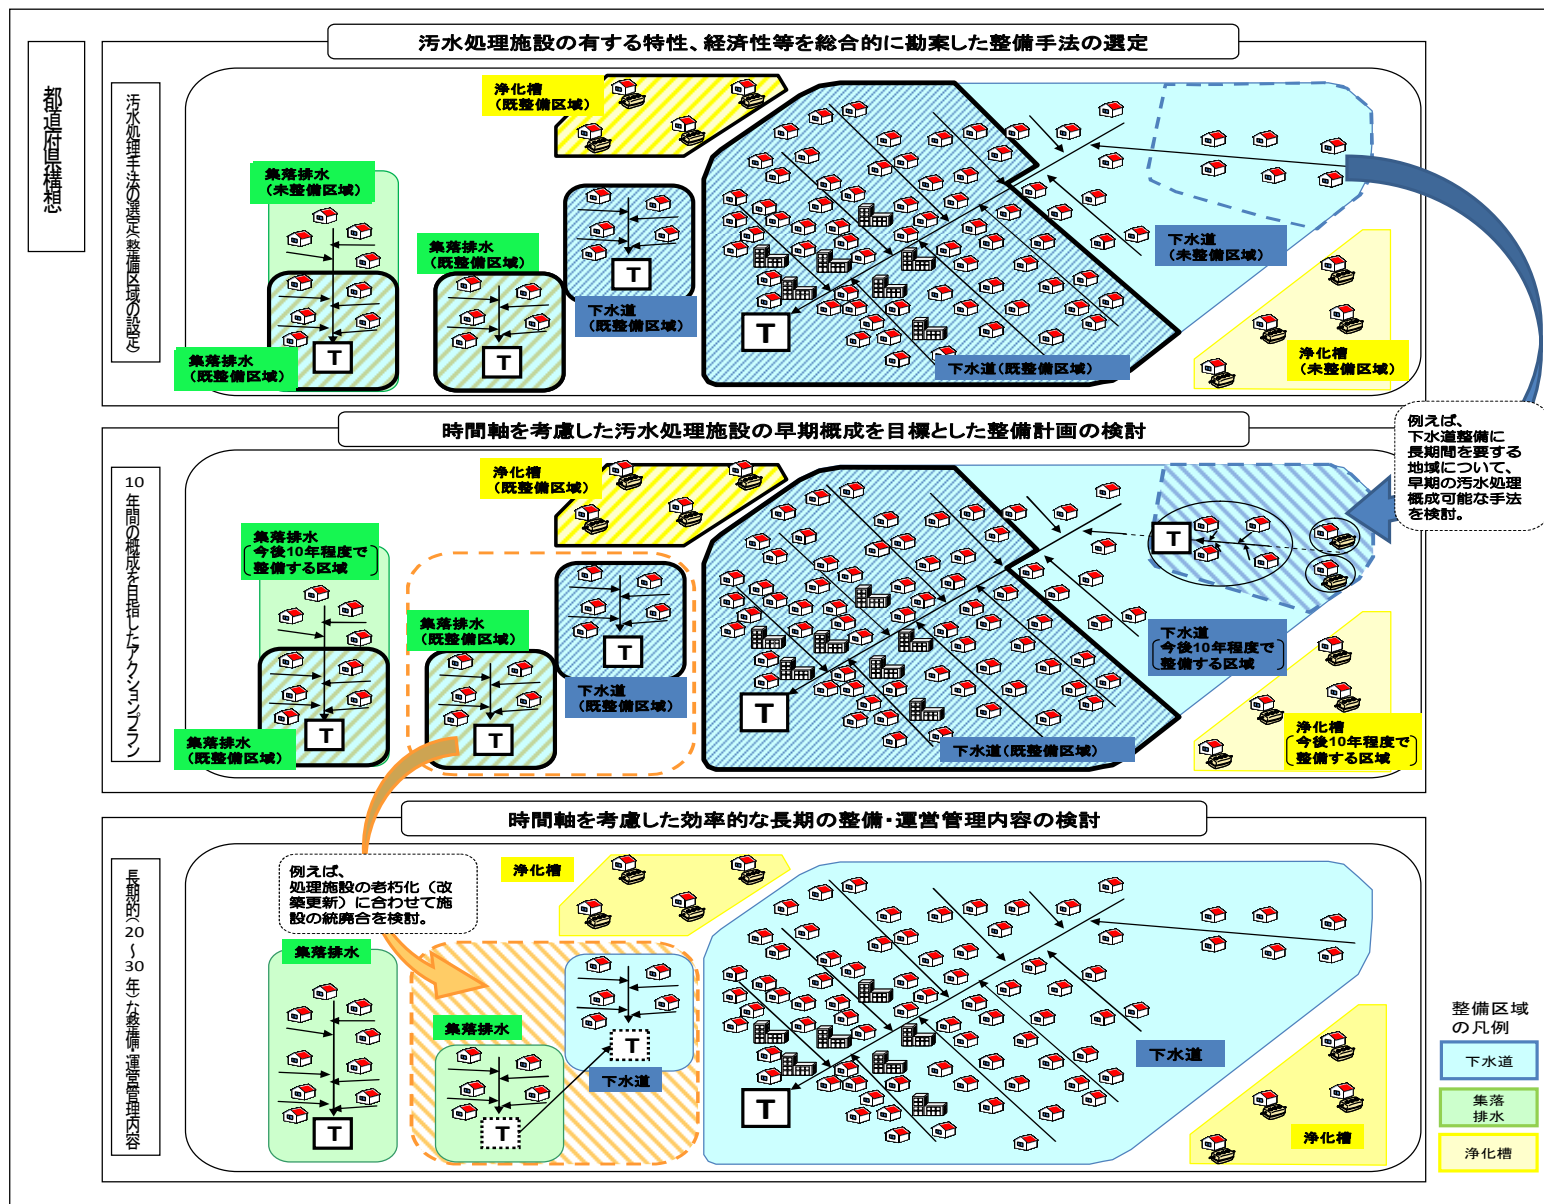 都道府県構想
汚水処理施設の有する特性、経済性等を総合的に勘案した整備手法の選定
汚水処理手法の選定(整備区域の設定)
浄化槽
(既整備区域)
集落排水
(未整備区域)
集落排水
(既整備区域)
T
集落排水
(既整備区域)
T
T
下水道
(既整備区域)
T
下水道(既整備区域)
下水道
(未整備区域)
浄化槽
(未整備区域)
例えば、
下水道整備に
長期間を要する
地域について、
早期の汚水処理
概成可能な手法
を検討。
時間軸を考慮した汚水処理施設の早期概成を目標とした整備計画の検討
10年間の概成を目指したアクションプラン
浄化槽
(既整備区域)
集落排水
今後10年程度で
整備する区域
集落排水
(既整備区域)
T
集落排水
(既整備区域)
T
T
下水道
(既整備区域)
T
下水道(既整備区域)
T
下水道
今後10年程度で
整備する区域
浄化槽
今後10年程度で
整備する区域
時間軸を考慮した効率的な長期の整備・運営管理内容の検討
長期的(20~30年)な整備・運営管理内容
例えば、
処理施設の老朽化(改
築更新)に合わせて施
設の統廃合を検討。
浄化槽
集落排水
T
集落排水
T
T
下水道
T
下水道
浄化槽
整備区域
の凡例
下水道
集落
排水
浄化槽